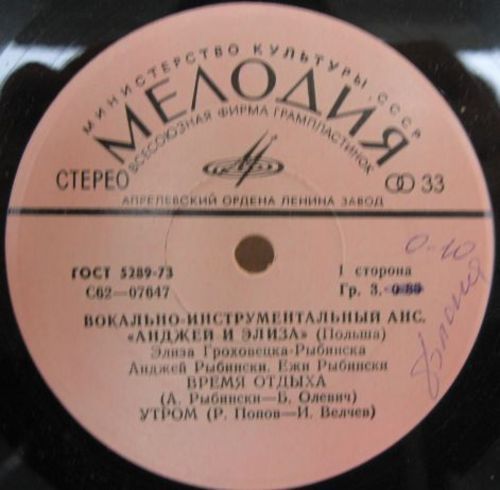 МИНИСТЕРСТВО КУЛЬТУРЫ СССР
МЕЛОДИЯ
ВСЕСОЮЗНАЯ ФИРМА ГРАМПЛАСТИНОК
СТЕРЕО 33
АПРЕЛЕВСКИЙ ОРДЕНА ЛЕНИНА ЗАВОД
0-10
ГОСТ 5289-73 1 сторона
С62—07647 Гр. 3.
ВОКАЛЬНО-ИНСТРУМЕНТАЛЬНЫЙ АНС.
«АНДЖЕЙ И ЭЛИЗА» (Польша)
Элиза Гроховецка-Рыбинска
Анджей Рыбински, Ежи Рыбински
ВРЕМЯ ОТДЫХА
(А. Рыбински—Б. Олевич)
УТРОМ (Р. Попов—И. Велчев)